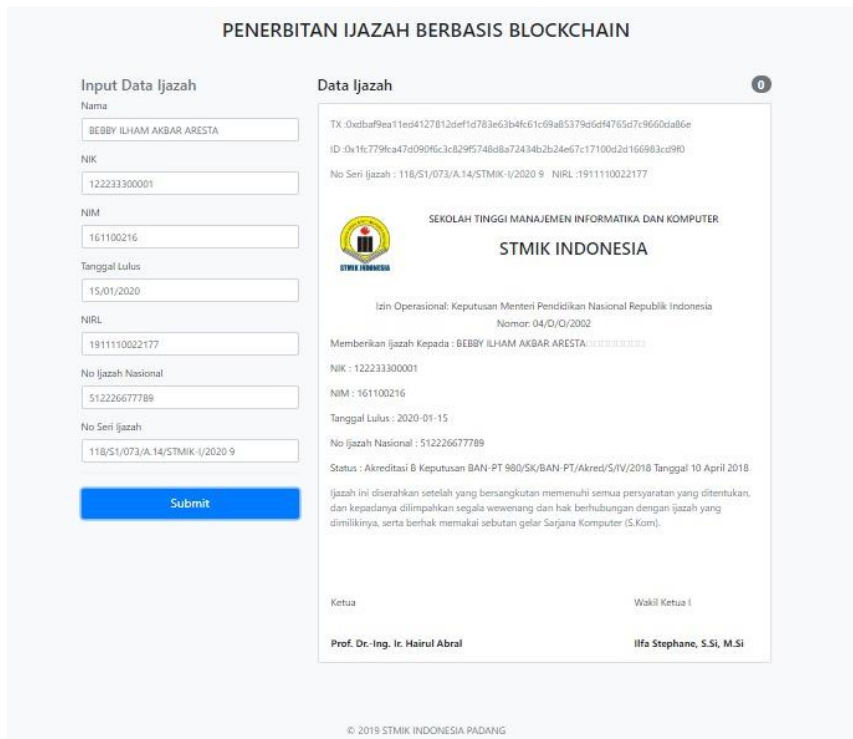 PENERBITAN IJAZAH BERBASIS BLOCKCHAIN
Input Data Ijazah
Nama
BEBBY ILHAM AKBAR ARESTA
NIK
122233300001
NIM
161100216
Tanggal Lulus
15/01/2020
NIRL
1911110022177
No Ijazah Nasional
512226677789
No Seri Ijazah
118/S1/073/A.14/STMIK-I/2020 9
Submit
Data Ijazah
0
TX :0xdbaf9ea11ed4127812def1d783e63b4fc61c69a85379d6df4765d7c9660da86e
ID :0x1fc779fca47d090f6c3c829f5748d8a72434b2b24e67c17100d2d166983cd9f0
No Seri Ijazah : 118/S1/073/A.14/STMIK-I/2020 9 NIRL :1911110022177
STMIK INDONESIA
SEKOLAH TINGGI MANAJEMEN INFORMATIKA DAN KOMPUTER
STMIK INDONESIA
Izin Operasional: Keputusan Menteri Pendidikan Nasional Republik Indonesia
Nomor: 04/D/O/2002
Memberikan Ijazah Kepada : BEBBY ILHAM AKBAR ARESTA
NIK : 122233300001
NIM : 161100216
Tanggal Lulus : 2020-01-15
No Ijazah Nasional : 512226677789
Status : Akreditasi B Keputusan BAN-PT 980/SK/BAN-PT/Akred/S/IV/2018 Tanggal 10 April 2018
Ijazah ini diserahkan setelah yang bersangkutan memenuhi semua persyaratan yang ditentukan,
dan kepadanya dilimpahkan segala wewenang dan hak berhubungan dengan ijazah yang
dimilikinya, serta berhak memakai sebutan gelar Sarjana Komputer (S.Kom).
Ketua
Wakil Ketua I
Prof. Dr.-Ing. Ir. Hairul Abral
Ilfa Stephane, S.Si, M.Si
© 2019 STMIK INDONESIA PADANG